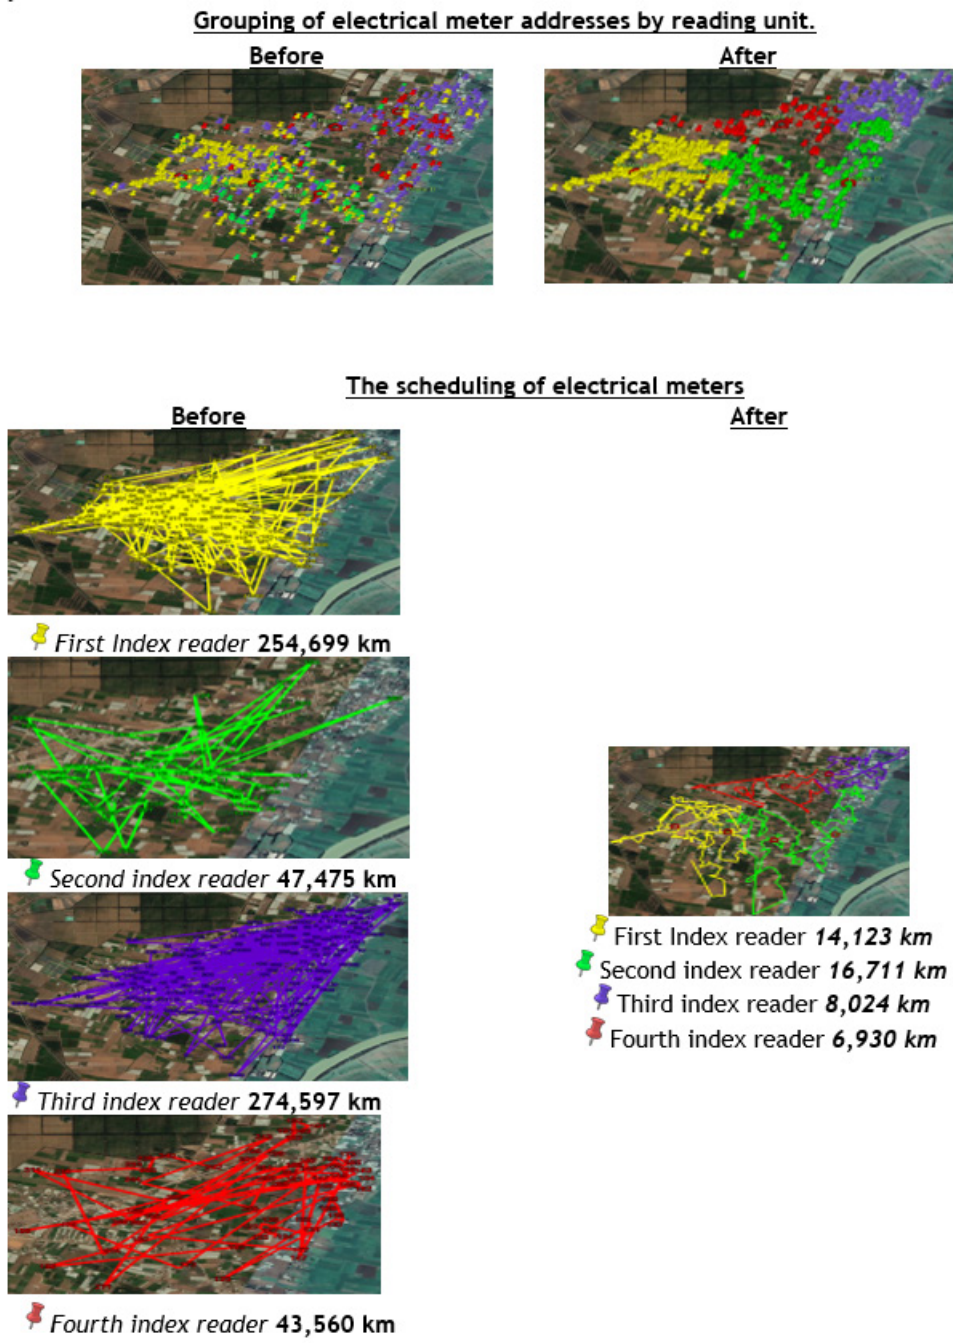 Grouping of electrical meter addresses by reading unit.
Before
After
The scheduling of electrical meters
Before
After
First Index reader 254,699 km
Second index reader 47,475 km
Third index reader 274,597 km
Fourth index reader 43,560 km
First Index reader 14,123 km
Second index reader 16,711 km
Third index reader 8,024 km
Fourth index reader 6,930 km